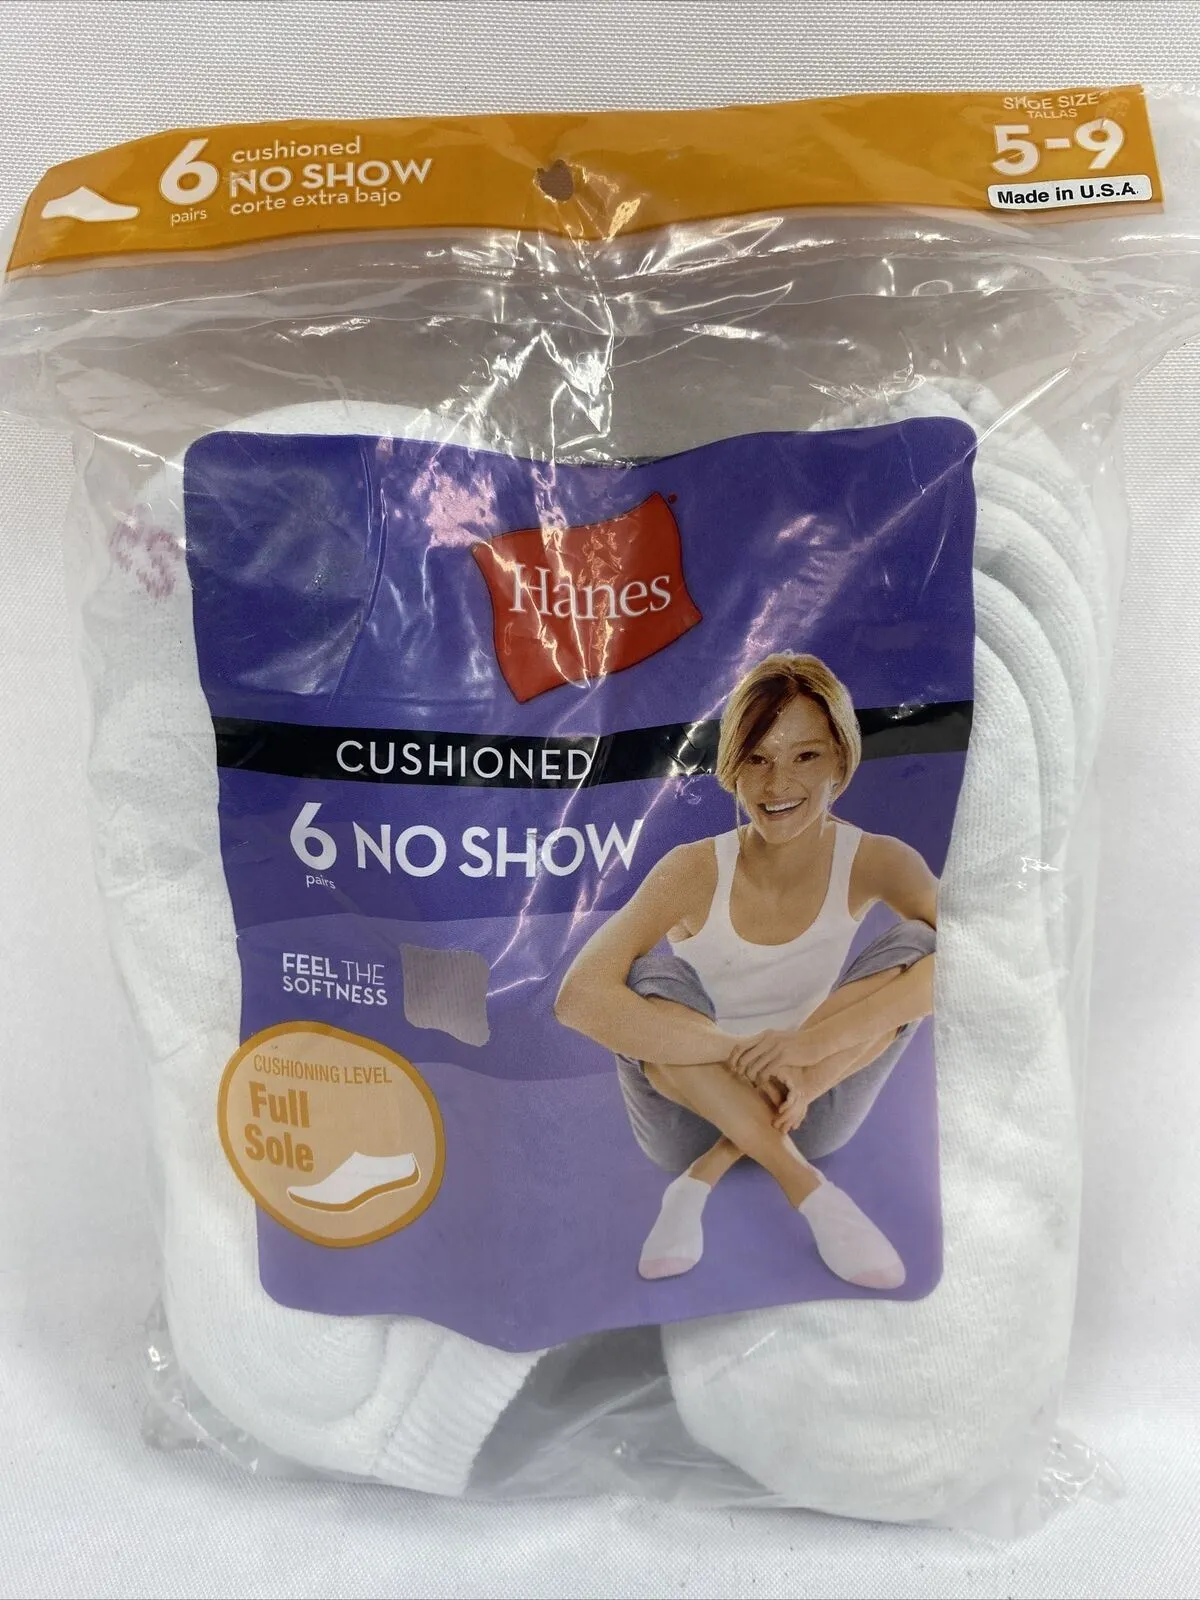 6 pairs
cushioned
NO SHOW
corte extra bajo
SHOE SIZE
TALLAS
5-9
Made in U.S.A.
Hanes
CUSHIONED
6 NO SHOW
pairs
FEEL THE
SOFTNESS
CUSHIONING LEVEL
Full
Sole